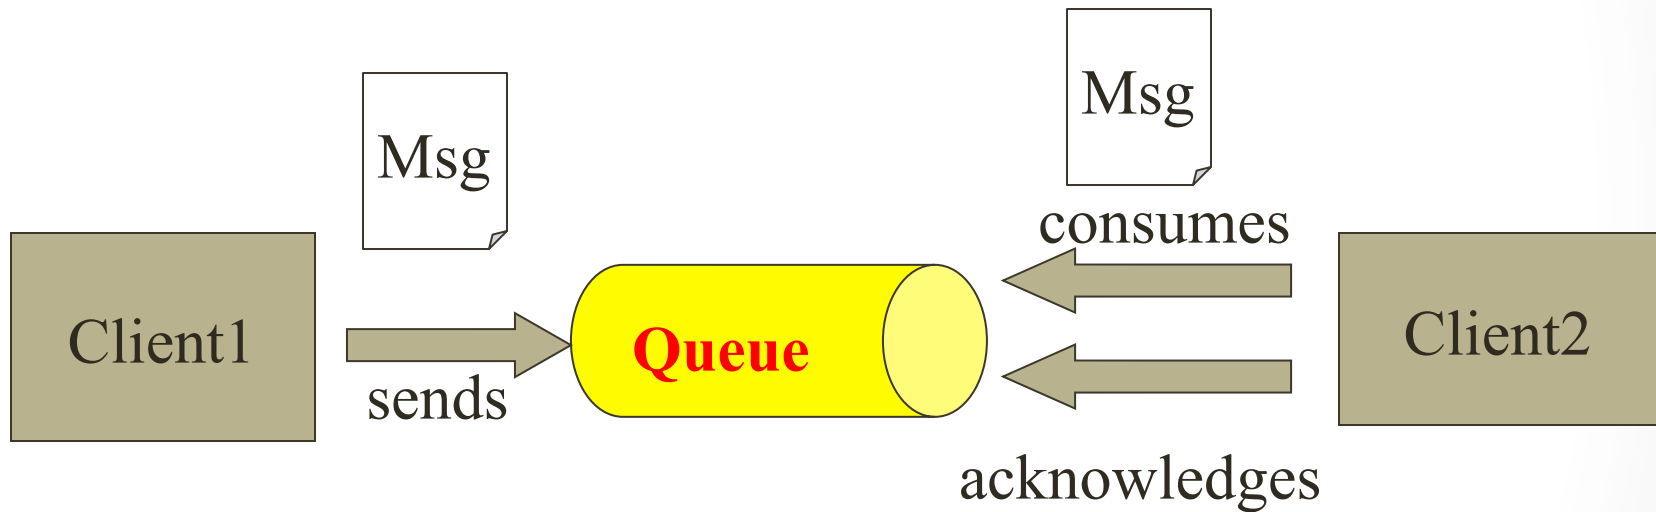 Msg
Msg
consumes
Client1
Queue
Client2
sends
acknowledges